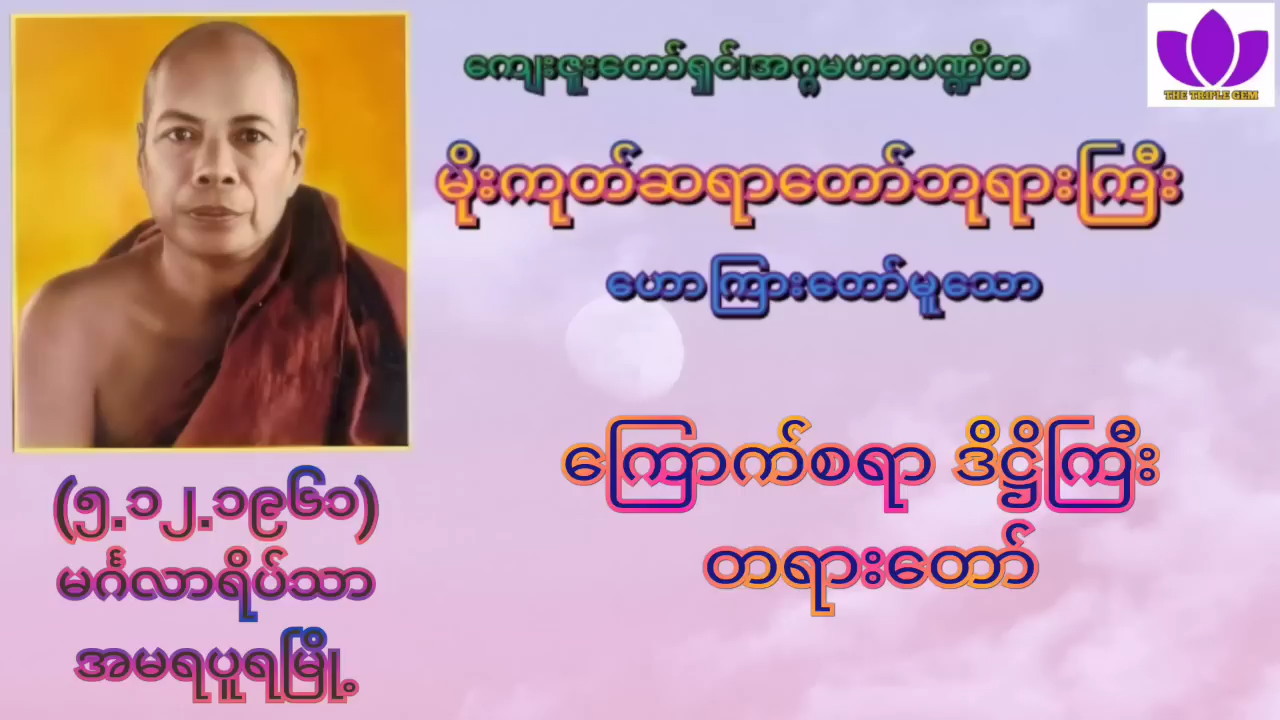 ကျေးဇူးတော်ရှင်၊အဂ္ဂမဟာပဏ္ဍိတ
THE TRIPLE GEM
မိုးကုတ်ဆရာတော်ဘုရားကြီး
ဟောကြားတော်မူသော
ကြောက်စရာ ဒိဋ္ဌိကြီး
တရားတော်
(၅.၁၂.၁၉၆၁)
မင်္ဂလာရိပ်သာ
အမရပူရမြို့